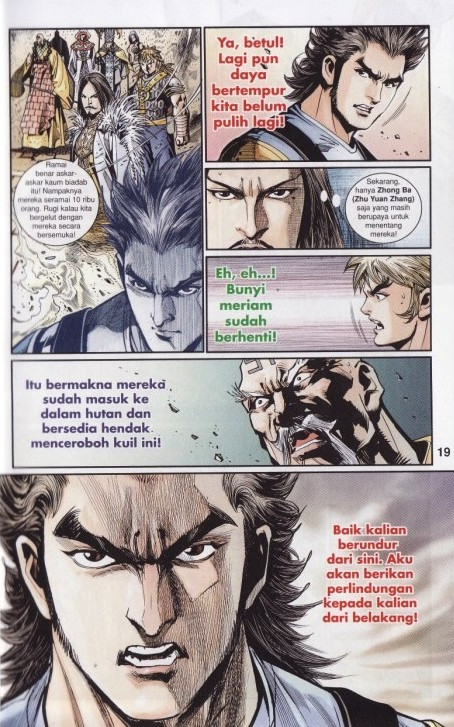 Ramai
benar askar-
askar kaum biadab
itu! Nampaknya
mereka seramai 10 ribu
orang. Rugi kalau kita
bergelut dengan
mereka secara
bersemuka!
Ya, betul!
Lagi pun
daya
bertempur
kita belum
pulih lagi!
Sekarang,
hanya Zhong Ba
(Zhu Yuan Zhang)
saja yang masih
berupaya untuk
menentang
mereka!
Eh, eh...!
Bunyi
meriam
sudah
berhenti!
Itu bermakna mereka
sudah masuk ke
dalam hutan dan
bersedia hendak
menceroboh kuil ini!
19
Baik kalian
berundur
dari sini. Aku
akan berikan
perlindungan
kepada kalian
dari belakang!